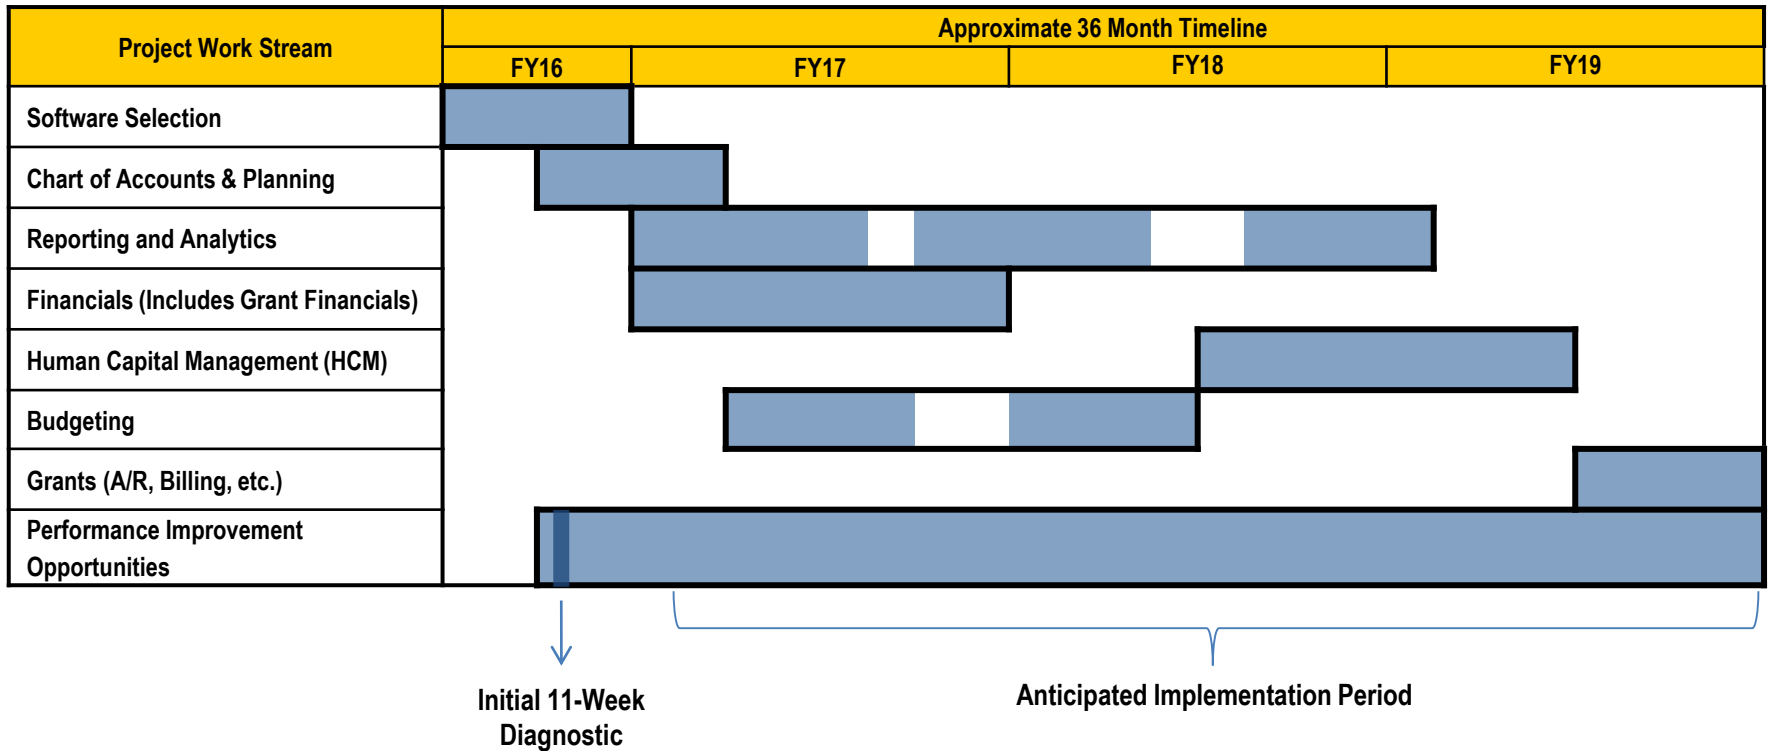 Project Work Stream
Approximate 36 Month Timeline
FY16
FY17
FY18
FY19
Software Selection
Chart of Accounts & Planning
Reporting and Analytics
Financials (Includes Grant Financials)
Human Capital Management (HCM)
Budgeting
Grants (A/R, Billing, etc.)
Performance Improvement
Opportunities
Initial 11-Week
Diagnostic
Anticipated Implementation Period